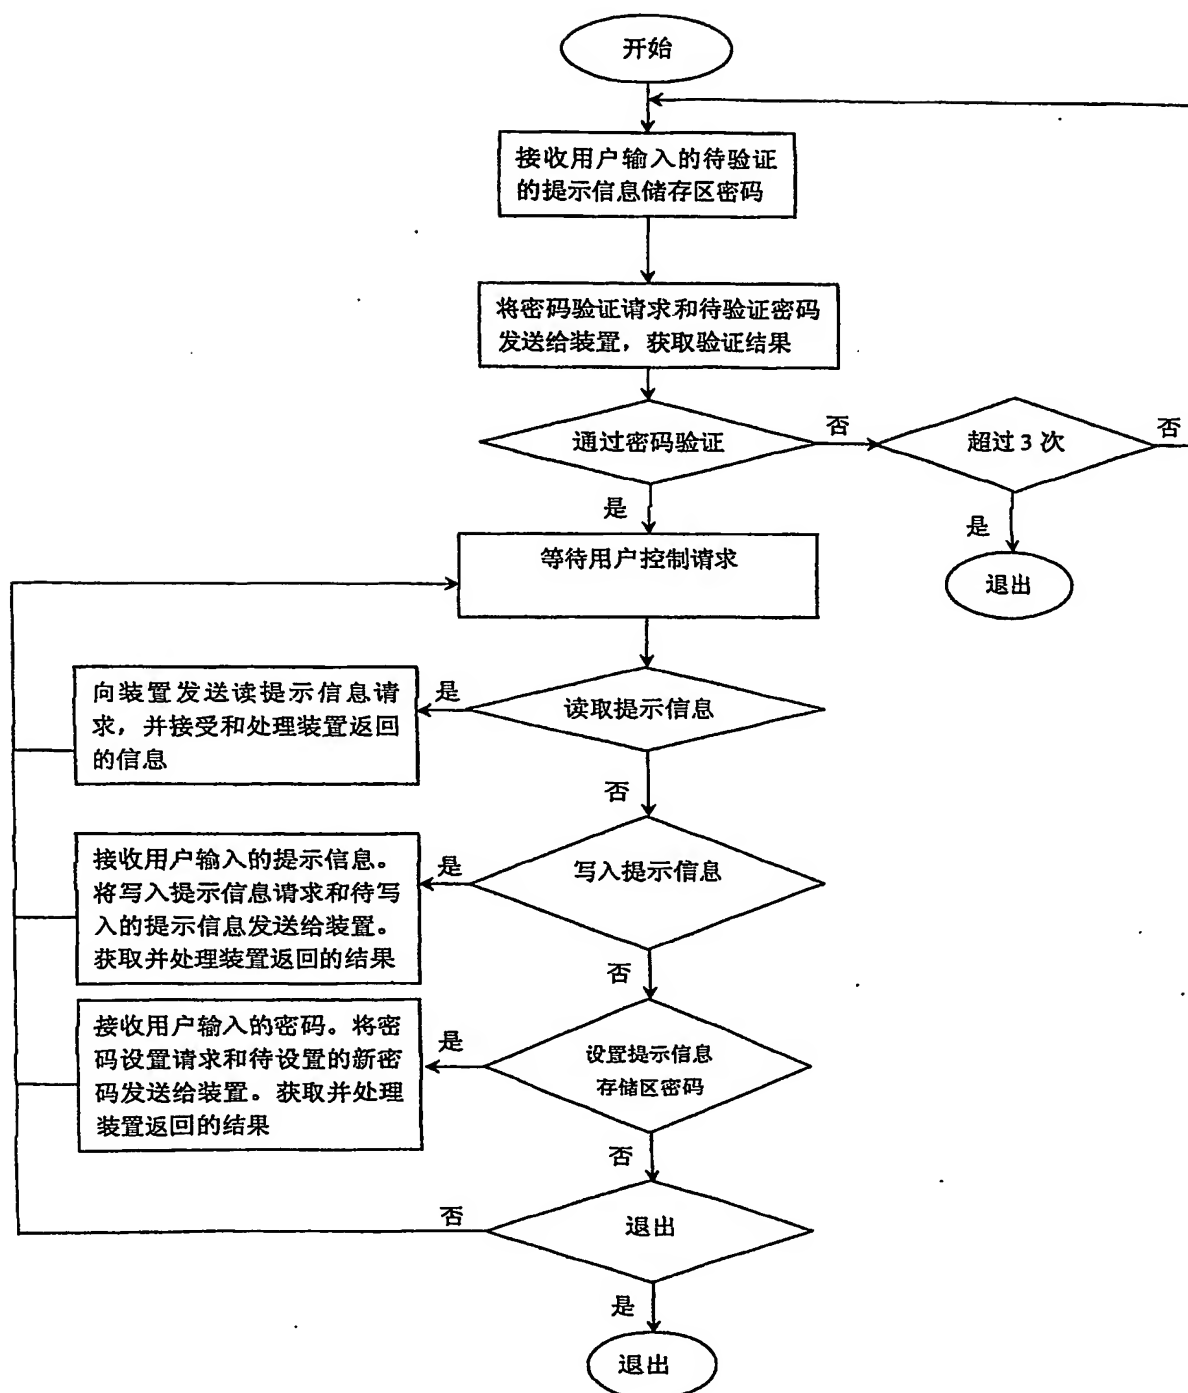 开始
接收用户输入的待验证
的提示信息储存区密码
将密码验证请求和待验证密码
发送给装置，获取验证结果
通过密码验证
否
超过 3 次
否
是
是
退出
等待用户控制请求
向装置发送读提示信息请
求，并接受和处理装置返回
的信息
是
读取提示信息
否
接收用户输入的提示信息。
将写入提示信息请求和待写
入的提示信息发送给装置。
获取并处理装置返回的结果
是
写入提示信息
否
接收用户输入的密码。将密
码设置请求和待设置的新密
码发送给装置。获取并处理
装置返回的结果
是
设置提示信息
存储区密码
否
否
退出
是
退出